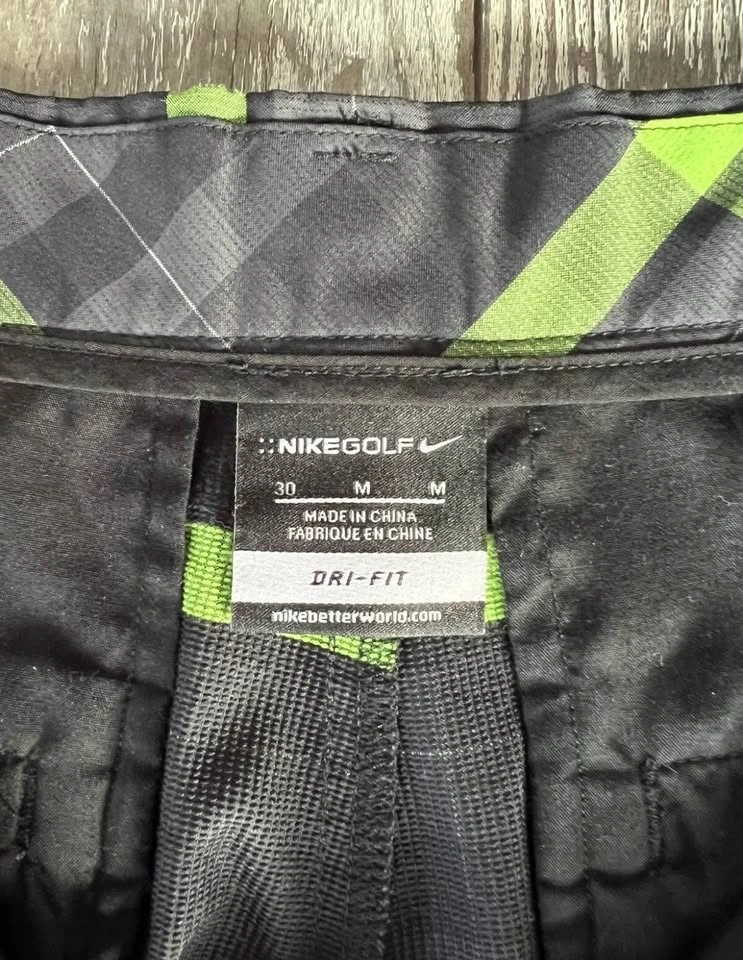 NIKEGOLF
30 M M
MADE IN CHINA
FABRIQUE EN CHINE
DRI-FIT
nikebetterworld.com